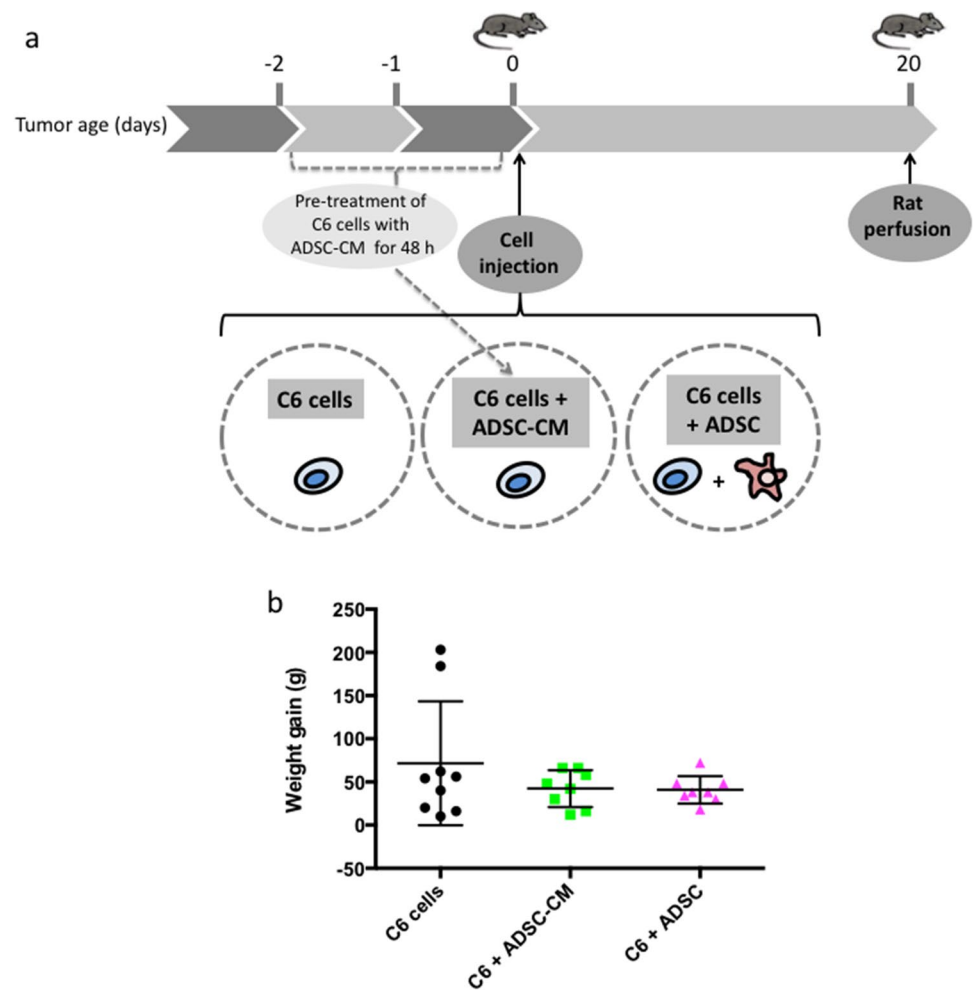 a
-2
-1
0
20
Tumor age (days)
Pre-treatment of
C6 cells with
ADSC-CM for 48 h
Cell
injection
Rat
perfusion
C6 cells
C6 cells +
ADSC-CM
C6 cells
+ ADSC
+
b
250
200
150
100
50
0
-50
Weight gain (g)
C6 cells
C6 + ADSC-CM
C6 + ADSC